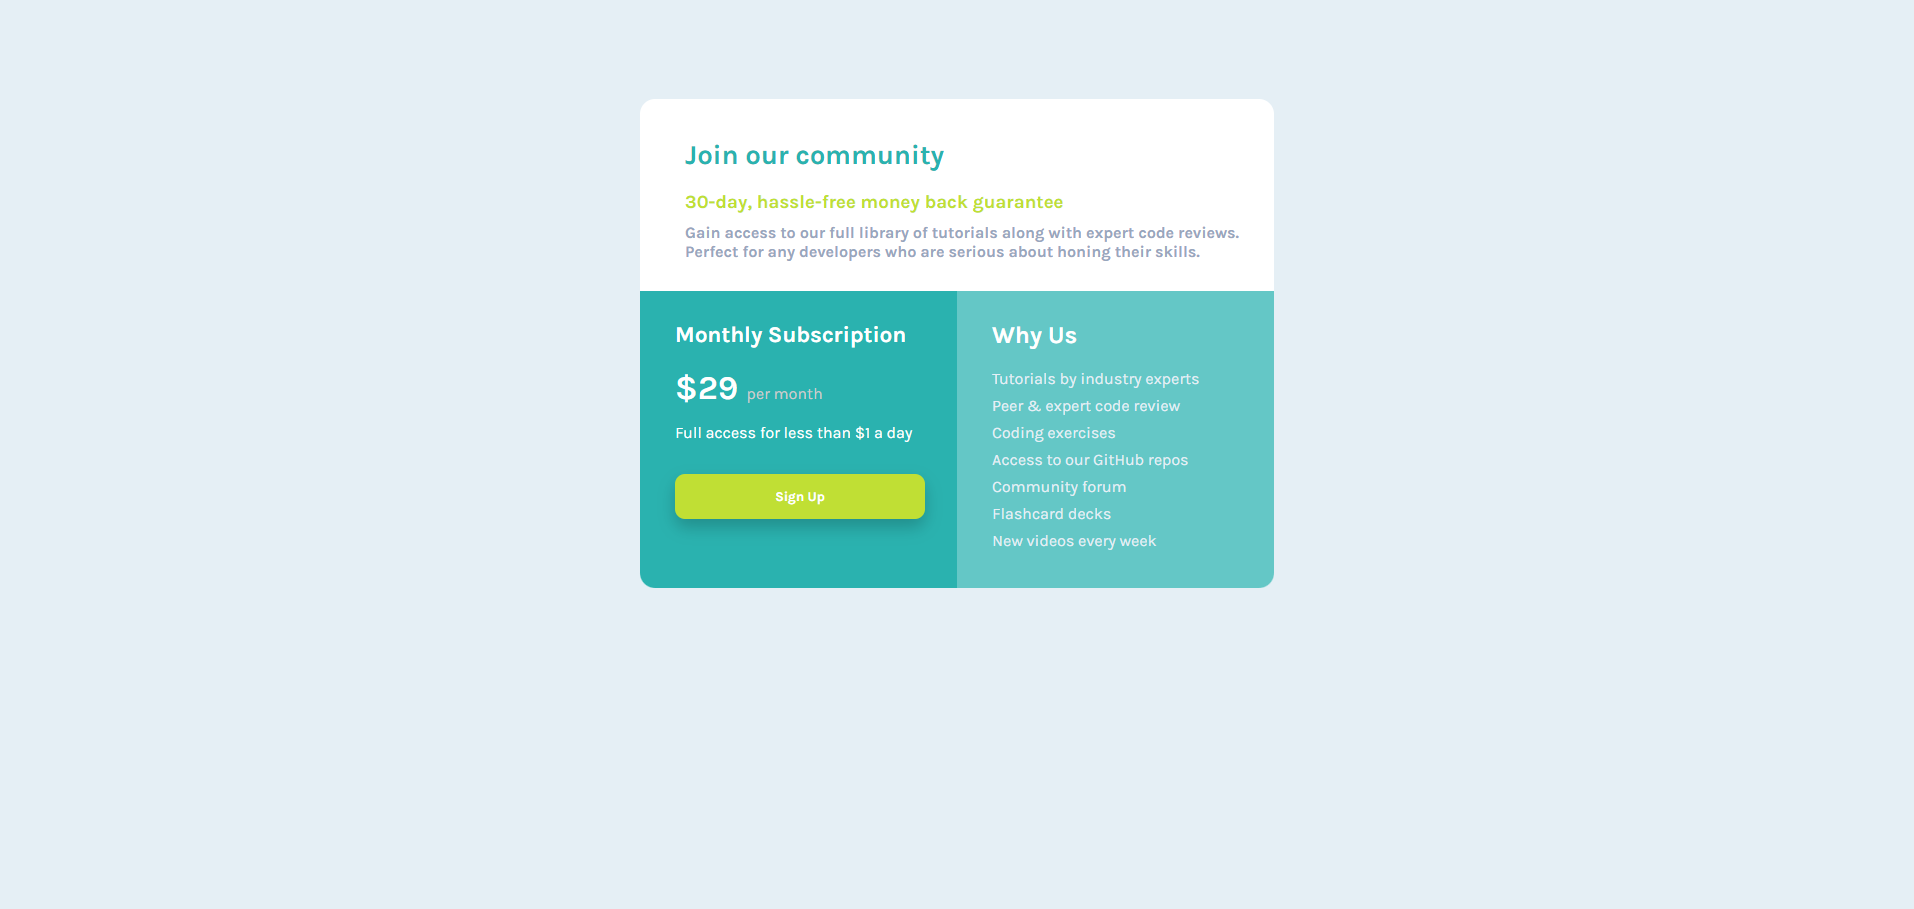 Join our community
30-day, hassle-free money back guarantee
Gain access to our full library of tutorials along with expert code reviews.
Perfect for any developers who are serious about honing their skills.
Monthly Subscription
$29 per month
Full access for less than $1 a day
Sign Up
Why Us
Tutorials by industry experts
Peer & expert code review
Coding exercises
Access to our GitHub repos
Community forum
Flashcard decks
New videos every week